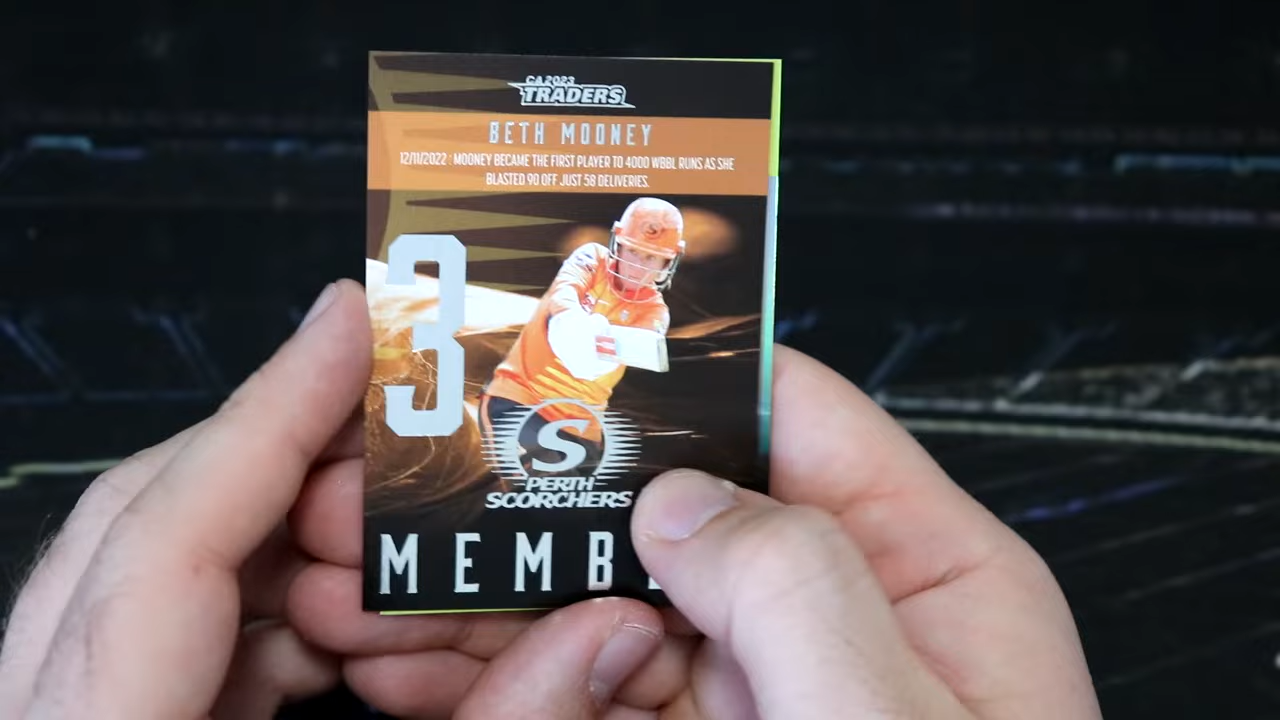 CA 2023
TRADERS
BETH MOONEY
12/11/2022 : MOONEY BECAME THE FIRST PLAYER TO 4000 WBBL RUNS AS SHE
BLASTED 90 OFF JUST 58 DELIVERIES.
3
S
PERTH
SCORCHERS
MEMB